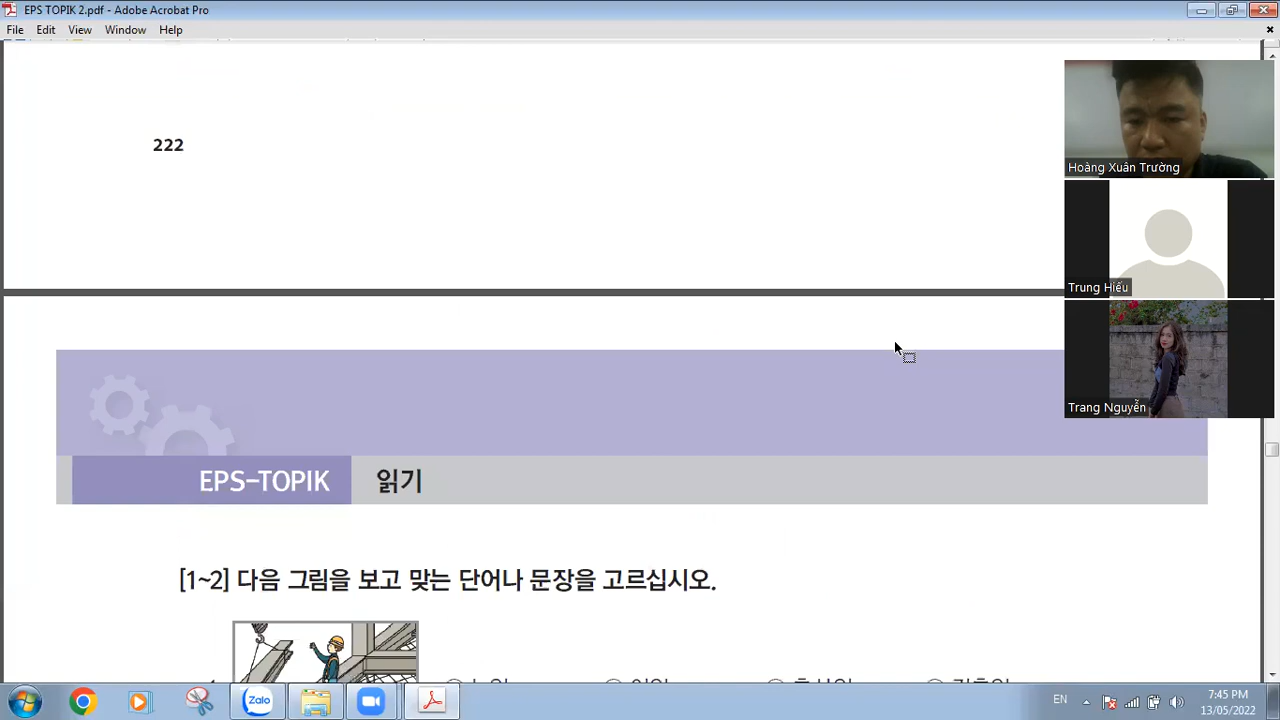 EPS TOPIK 2.pdf - Adobe Acrobat Pro
File Edit View Window Help
222
Hoàng Xuân Trường
Trung Hiếu
Trang Nguyễn
EPS-TOPIK 읽기
[1~2] 다음 그림을 보고 맞는 단어나 문장을 고르십시오.
Zalo
EN
7:45 PM
13/05/2022